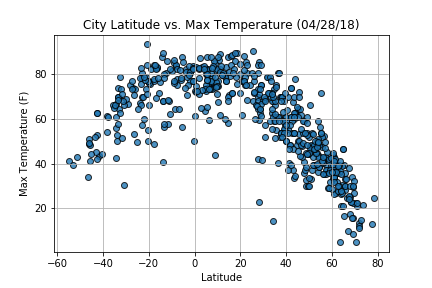 City Latitude vs. Max Temperature (04/28/18)
Max Temperature (F)
80
60
40
20
−60 −40 −20 0 20 40 60 80
Latitude